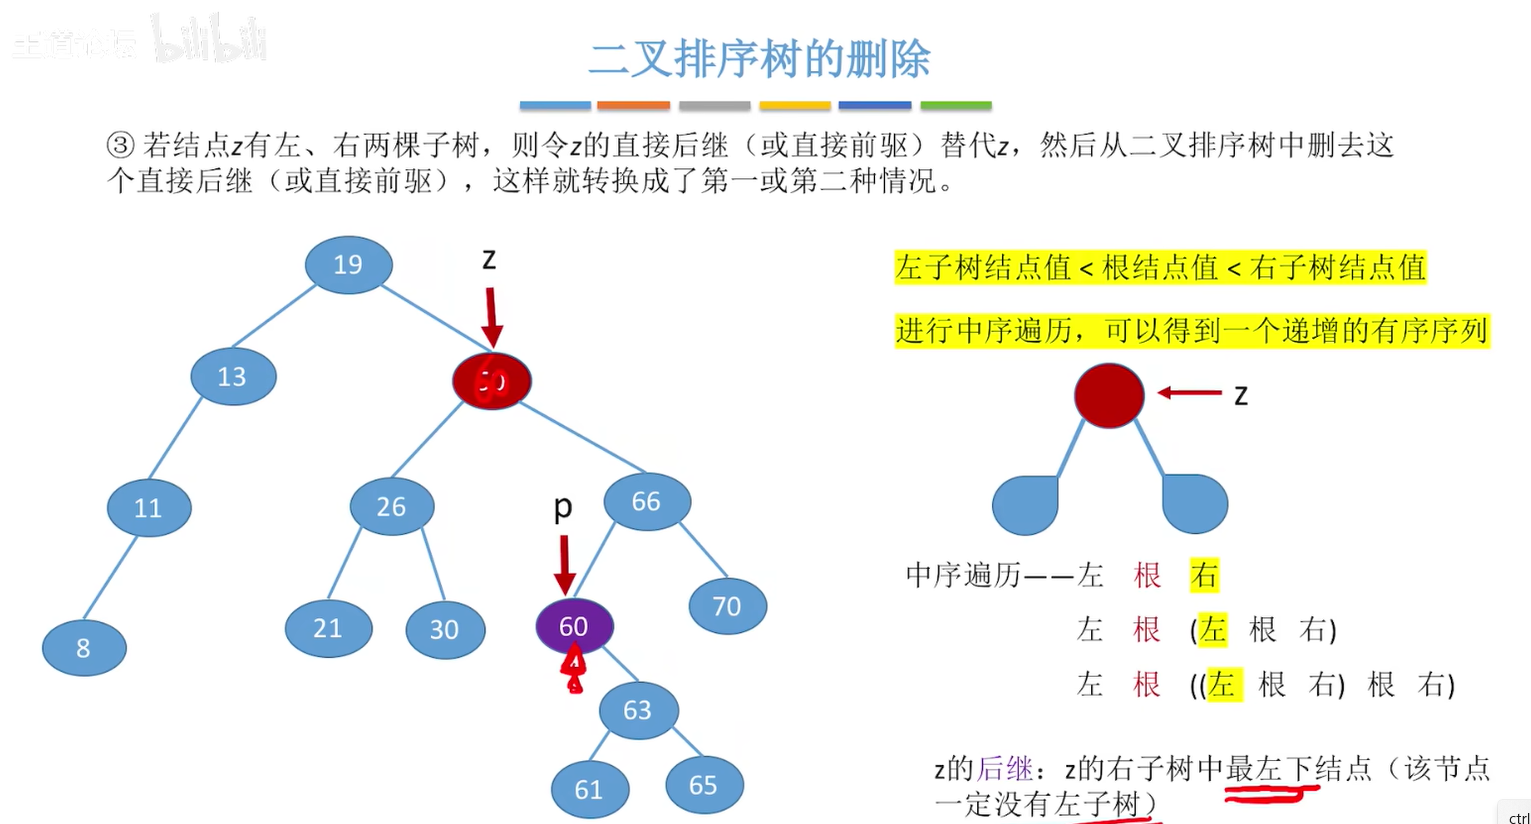 王道论坛 bilibili
二叉排序树的删除
③ 若结点z有左、右两棵子树，则令z的直接后继（或直接前驱）替代z，然后从二叉排序树中删去这
个直接后继（或直接前驱），这样就转换成了第一或第二种情况。
19
z
左子树结点值 < 根结点值 < 右子树结点值
进行中序遍历，可以得到一个递增的有序序列
13
60
z
11
26
p
66
中序遍历——左 根 右
8
21
30
60
70
左 根 (左 根 右)
左 根 ((左 根 右) 根 右)
63
61
65
z的后继：z的右子树中最左下结点（该节点
一定没有左子树）
ctrl